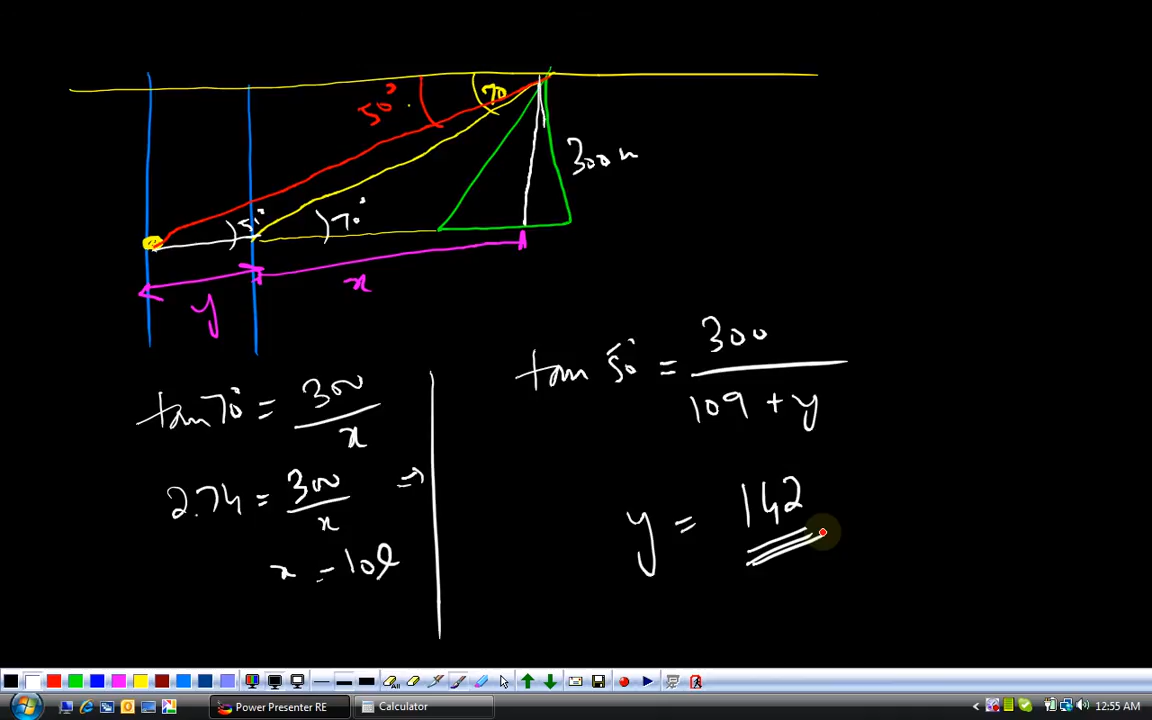 50°
70
300 m
50°
70°
y
x
tan 70° = 300 / x
2.74 = 300 / x ⇒
x = 109
tan 50° = 300 / 109 + y
y = 142
Power Presenter RE
Calculator
12:55 AM